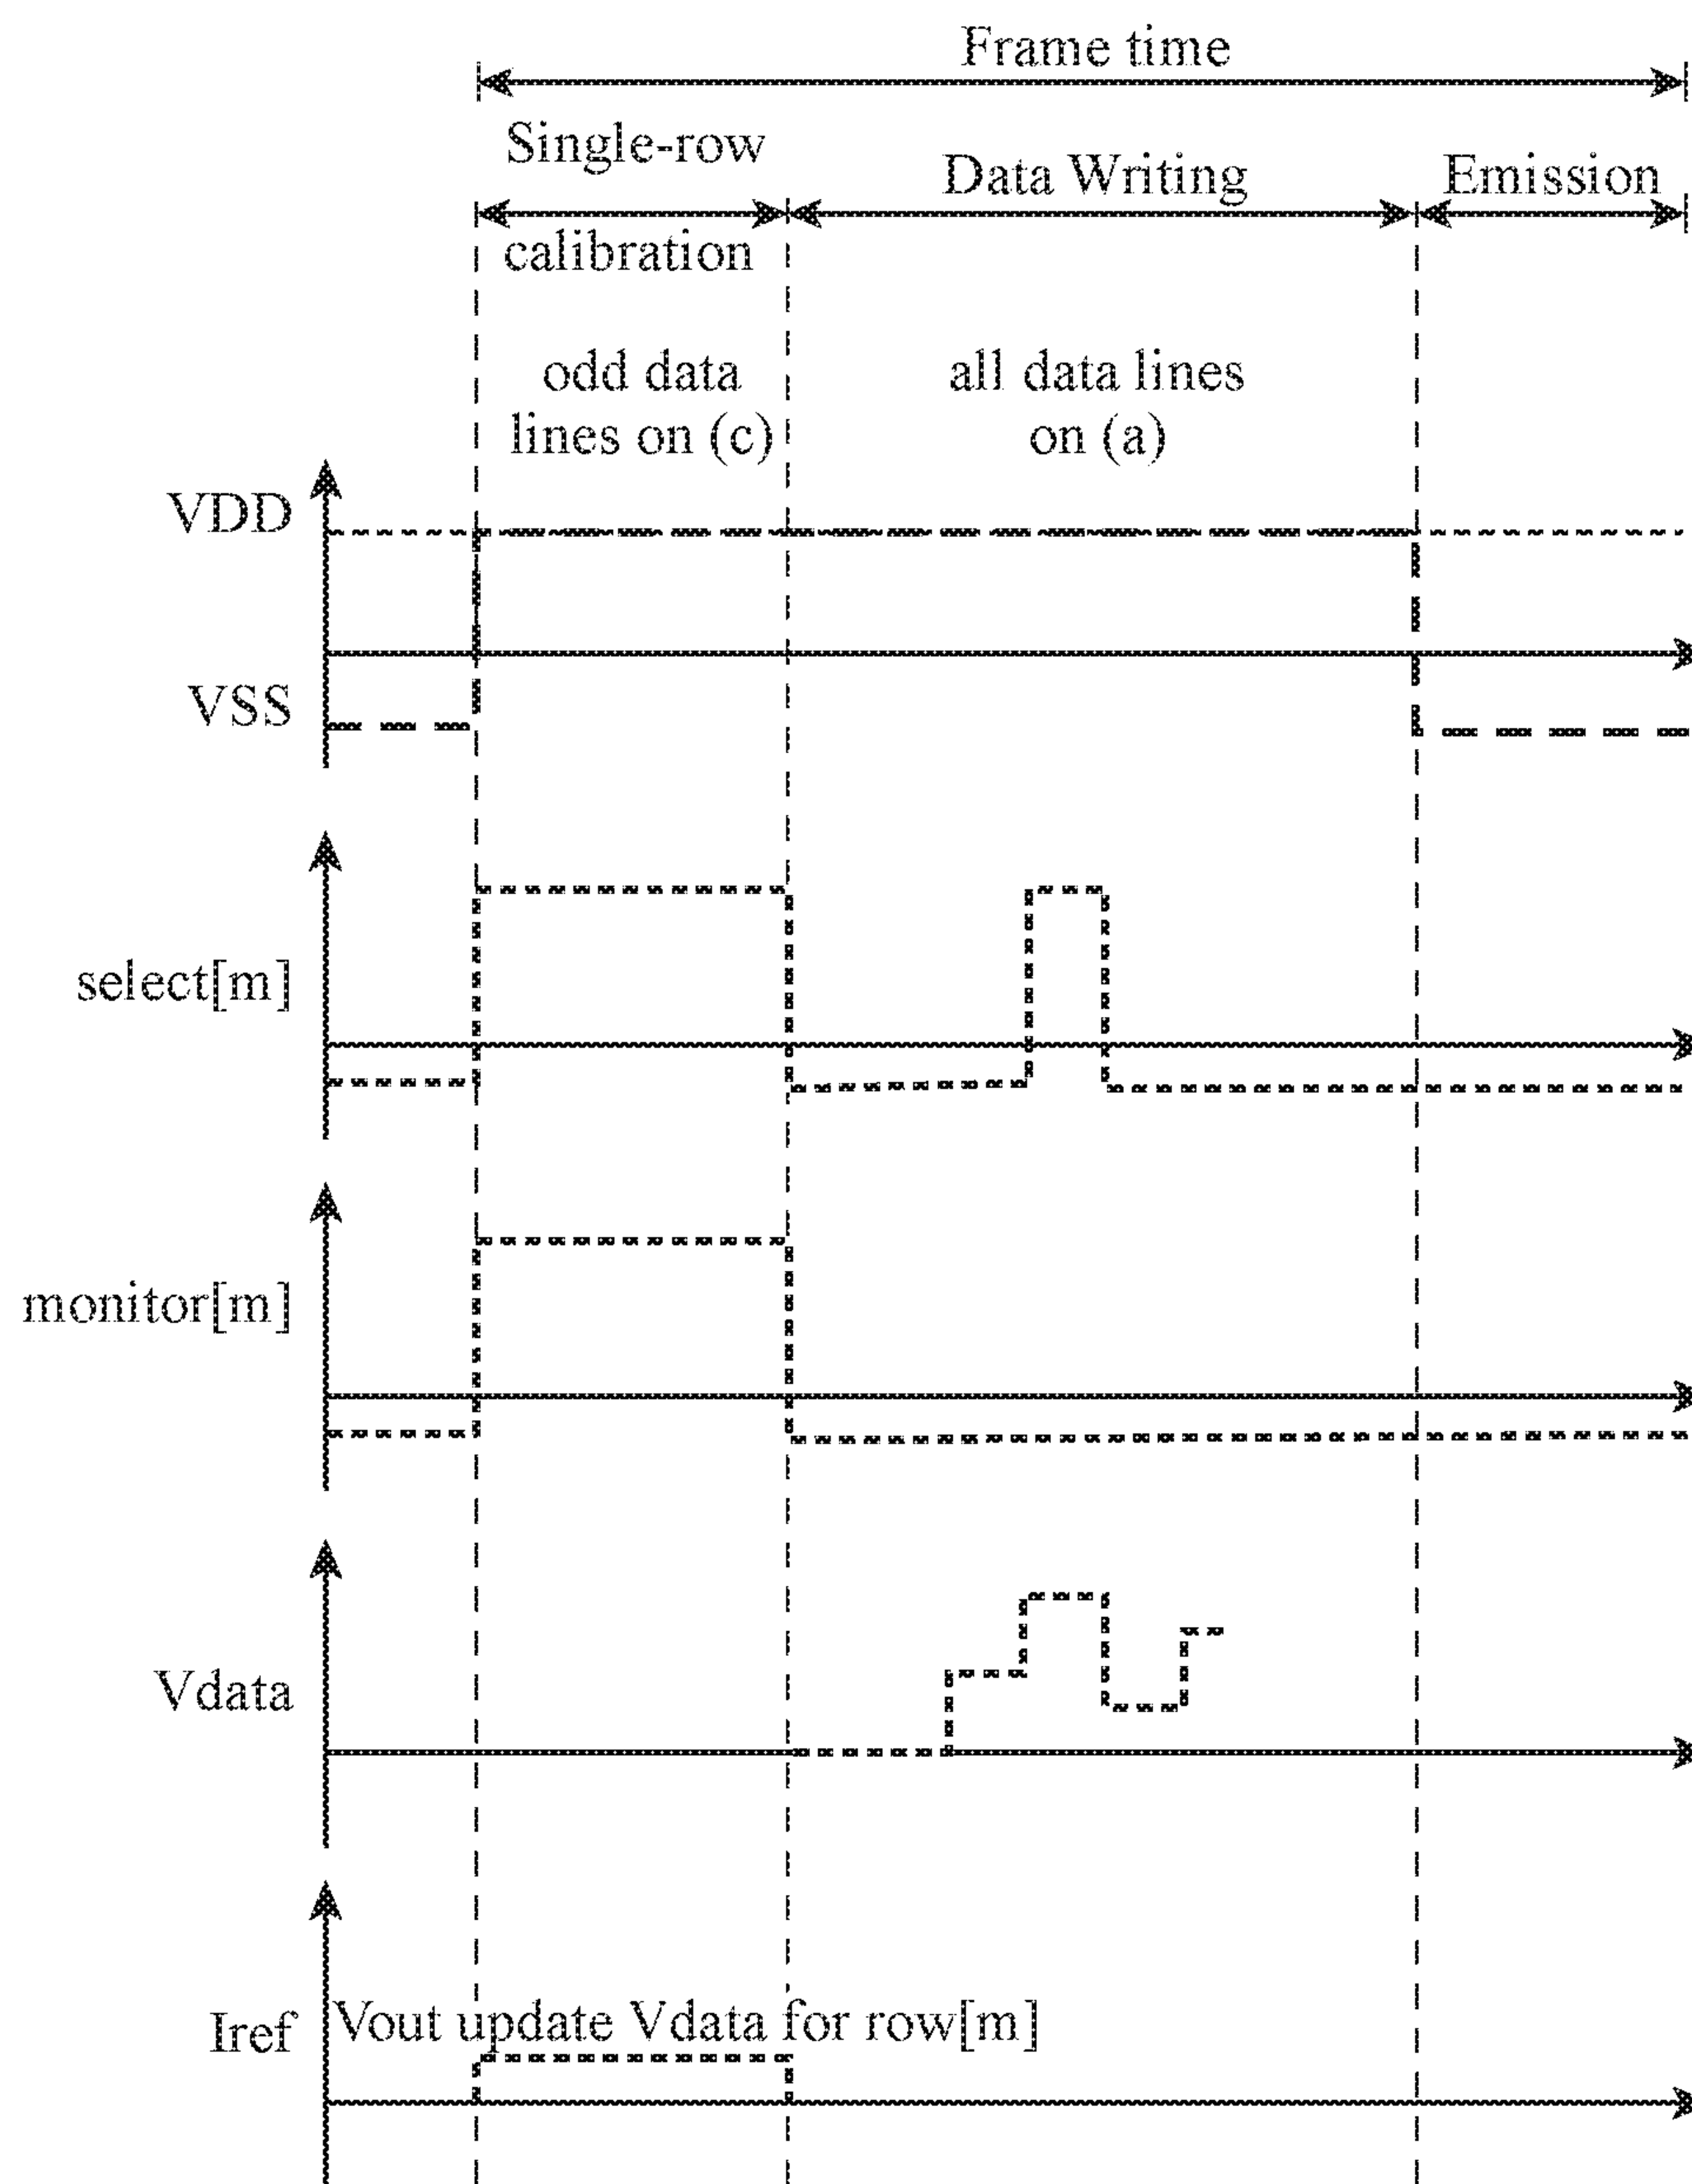 Frame time
Single-row
calibration
Data Writing
Emission
odd data
lines on (c)
all data lines
on (a)
VDD
VSS
select[m]
monitor[m]
Vdata
Iref
Vout update Vdata for row[m]